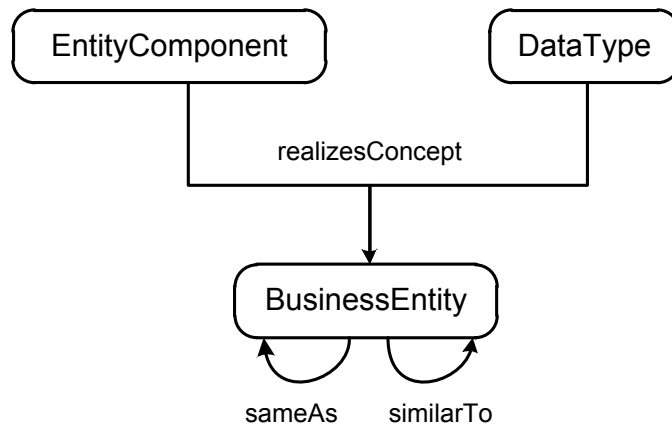 EntityComponent
DataType
realizesConcept
BusinessEntity
sameAs
similarTo